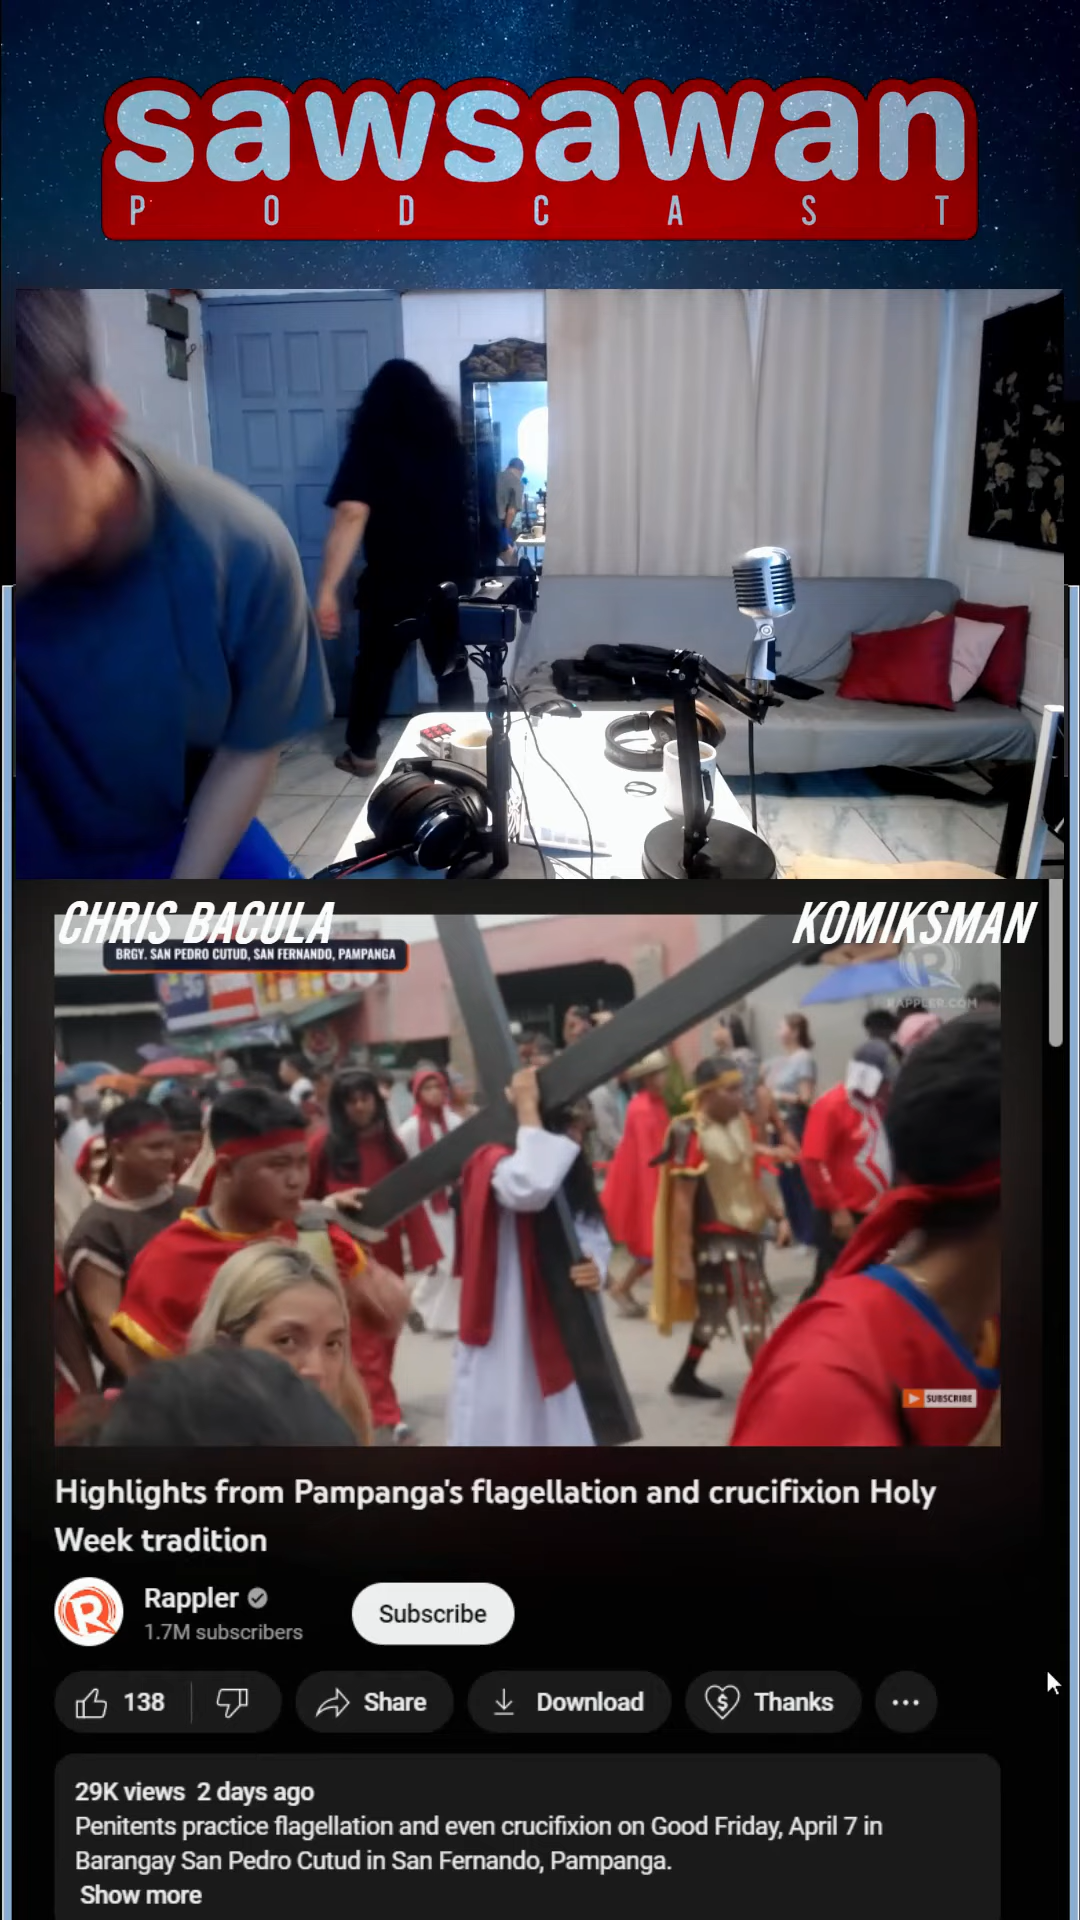 sawsawan
PODCAST
CHRIS BACULA
KOMIKSMAN
BRGY. SAN PEDRO CUTUD, SAN FERNANDO, PAMPANGA
RAPPLER.COM
SUBSCRIBE
Highlights from Pampanga's flagellation and crucifixion Holy
Week tradition
Rappler
1.7M subscribers
Subscribe
138
Share
Download
Thanks
29K views 2 days ago
Penitents practice flagellation and even crucifixion on Good Friday, April 7 in
Barangay San Pedro Cutud in San Fernando, Pampanga.
Show more